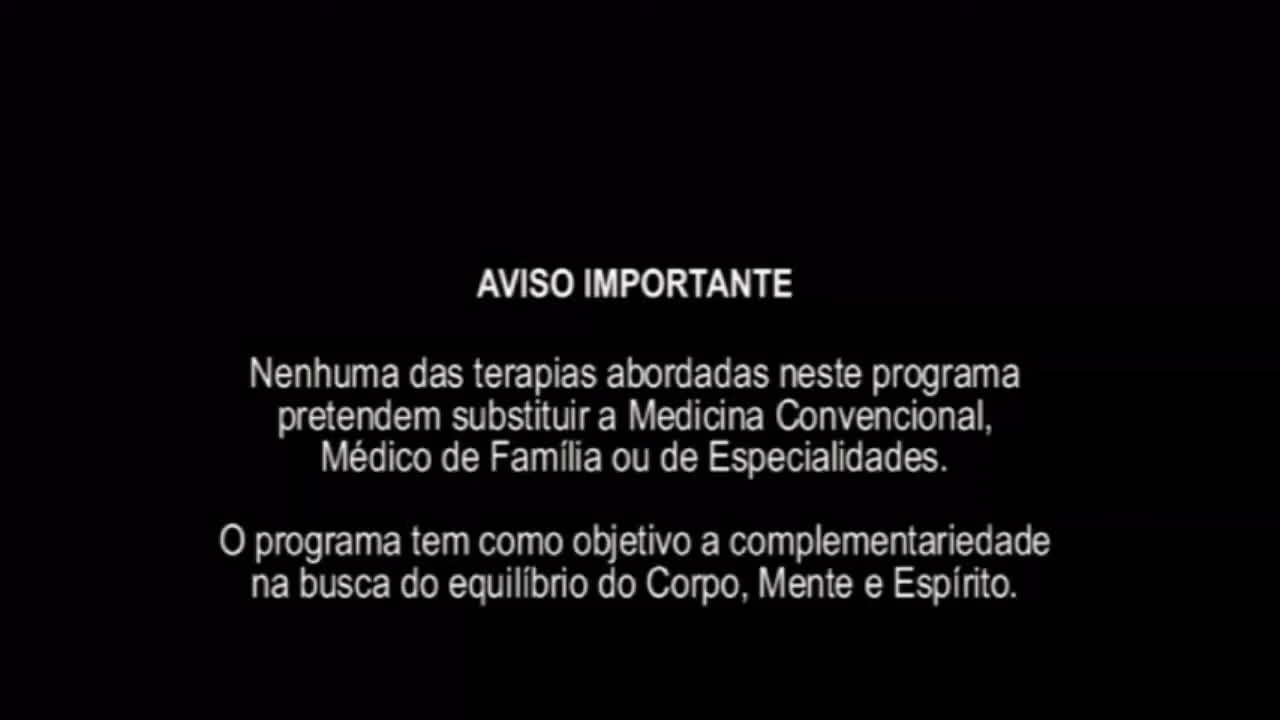 AVISO IMPORTANTE
Nenhuma das terapias abordadas neste programa
pretendem substituir a Medicina Convencional,
Médico de Família ou de Especialidades.
O programa tem como objetivo a complementariedade
na busca do equilíbrio do Corpo, Mente e Espírito.